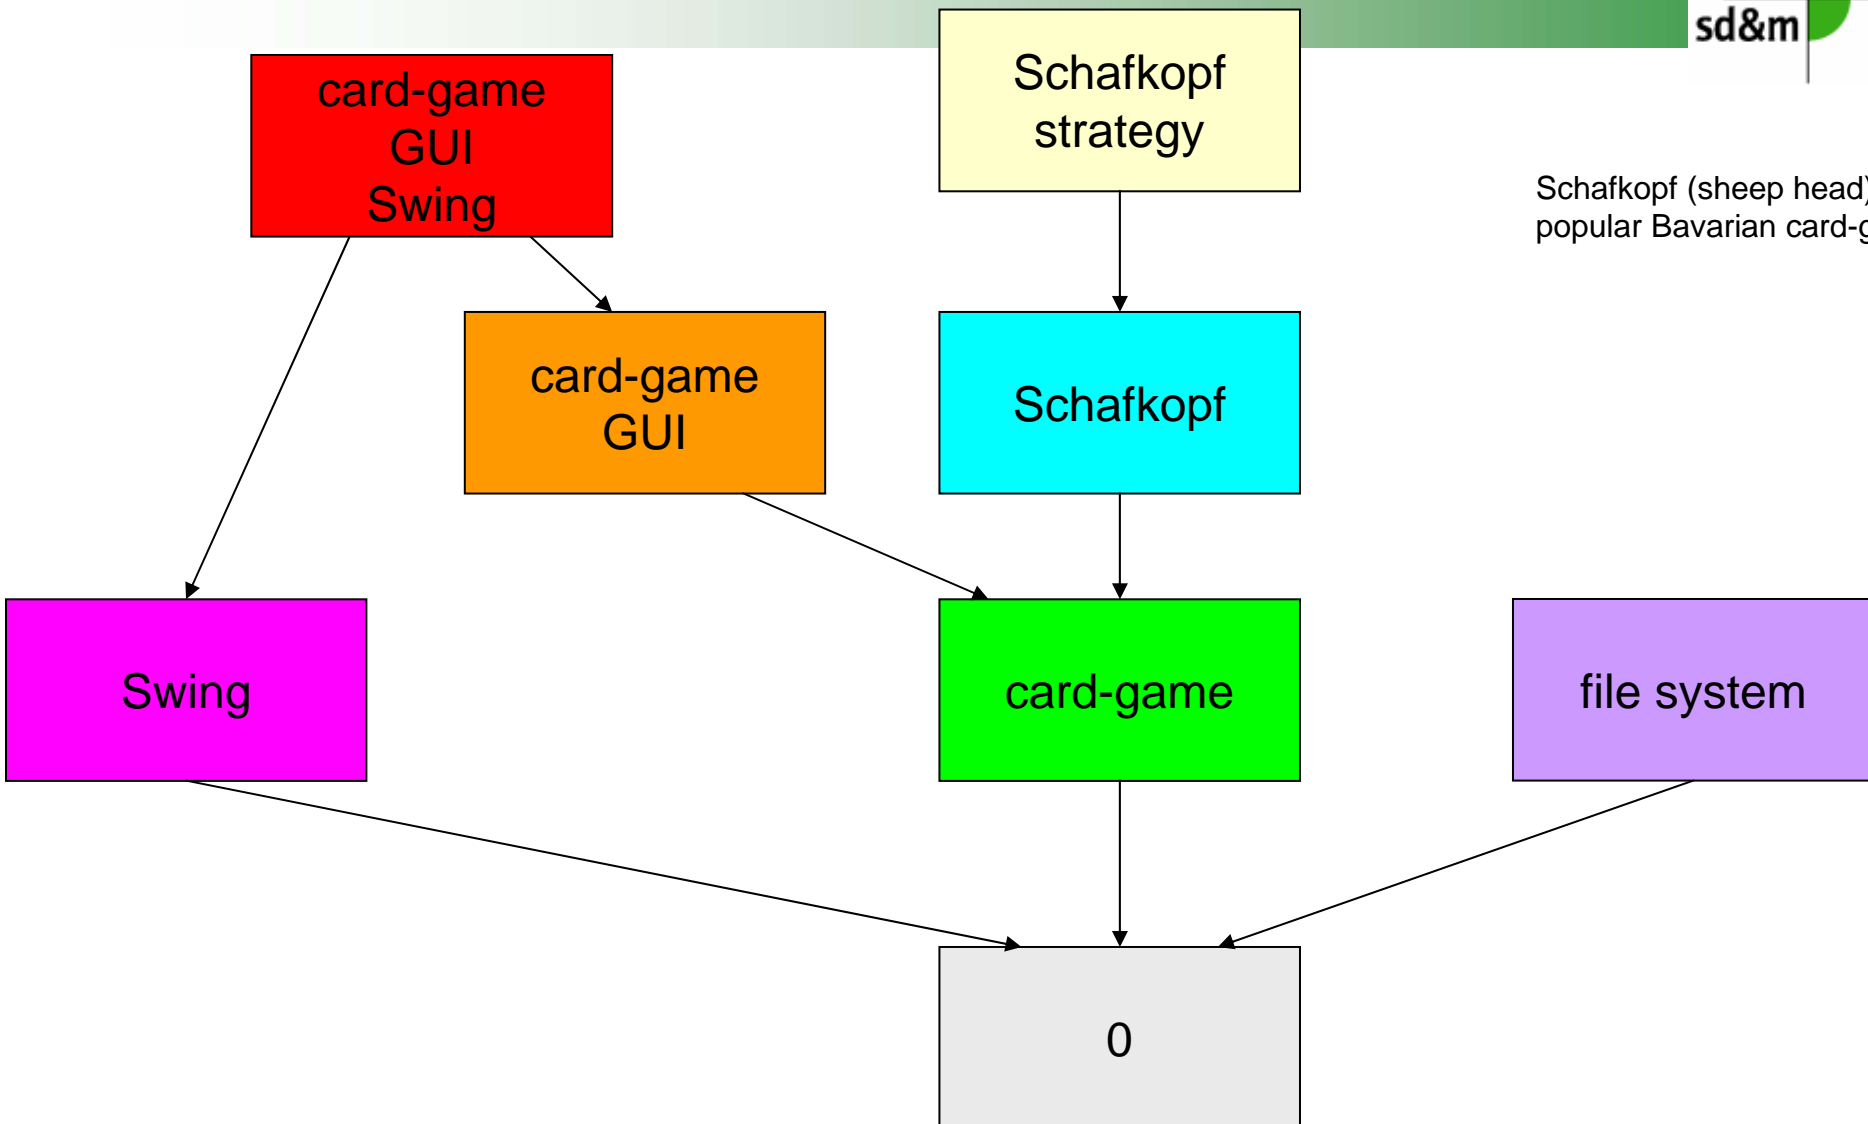 sd&m
card-game
GUI
Swing
Schafkopf
strategy
Schafkopf (sheep head)
popular Bavarian card-g
card-game
GUI
Schafkopf
Swing
card-game
file system
0